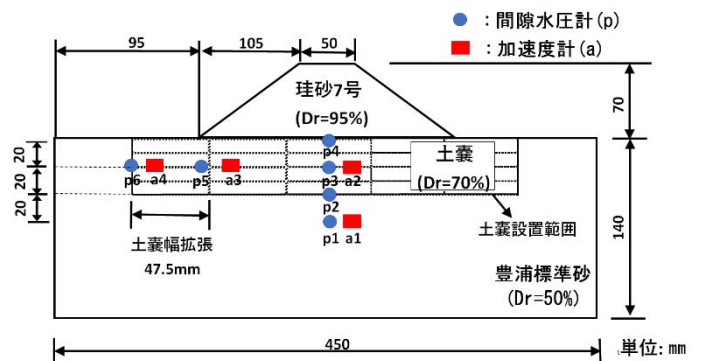 ：間隙水圧計(p)
：加速度計(a)
95
105
50
珪砂7号
(Dr=95%)
70
20
20
20
p4
p6
a4
p5
a3
p3
a2
土嚢
(Dr=70%)
p2
p1
a1
土嚢幅拡張
47.5mm
土嚢設置範囲
140
豊浦標準砂
(Dr=50%)
450
単位:㎜